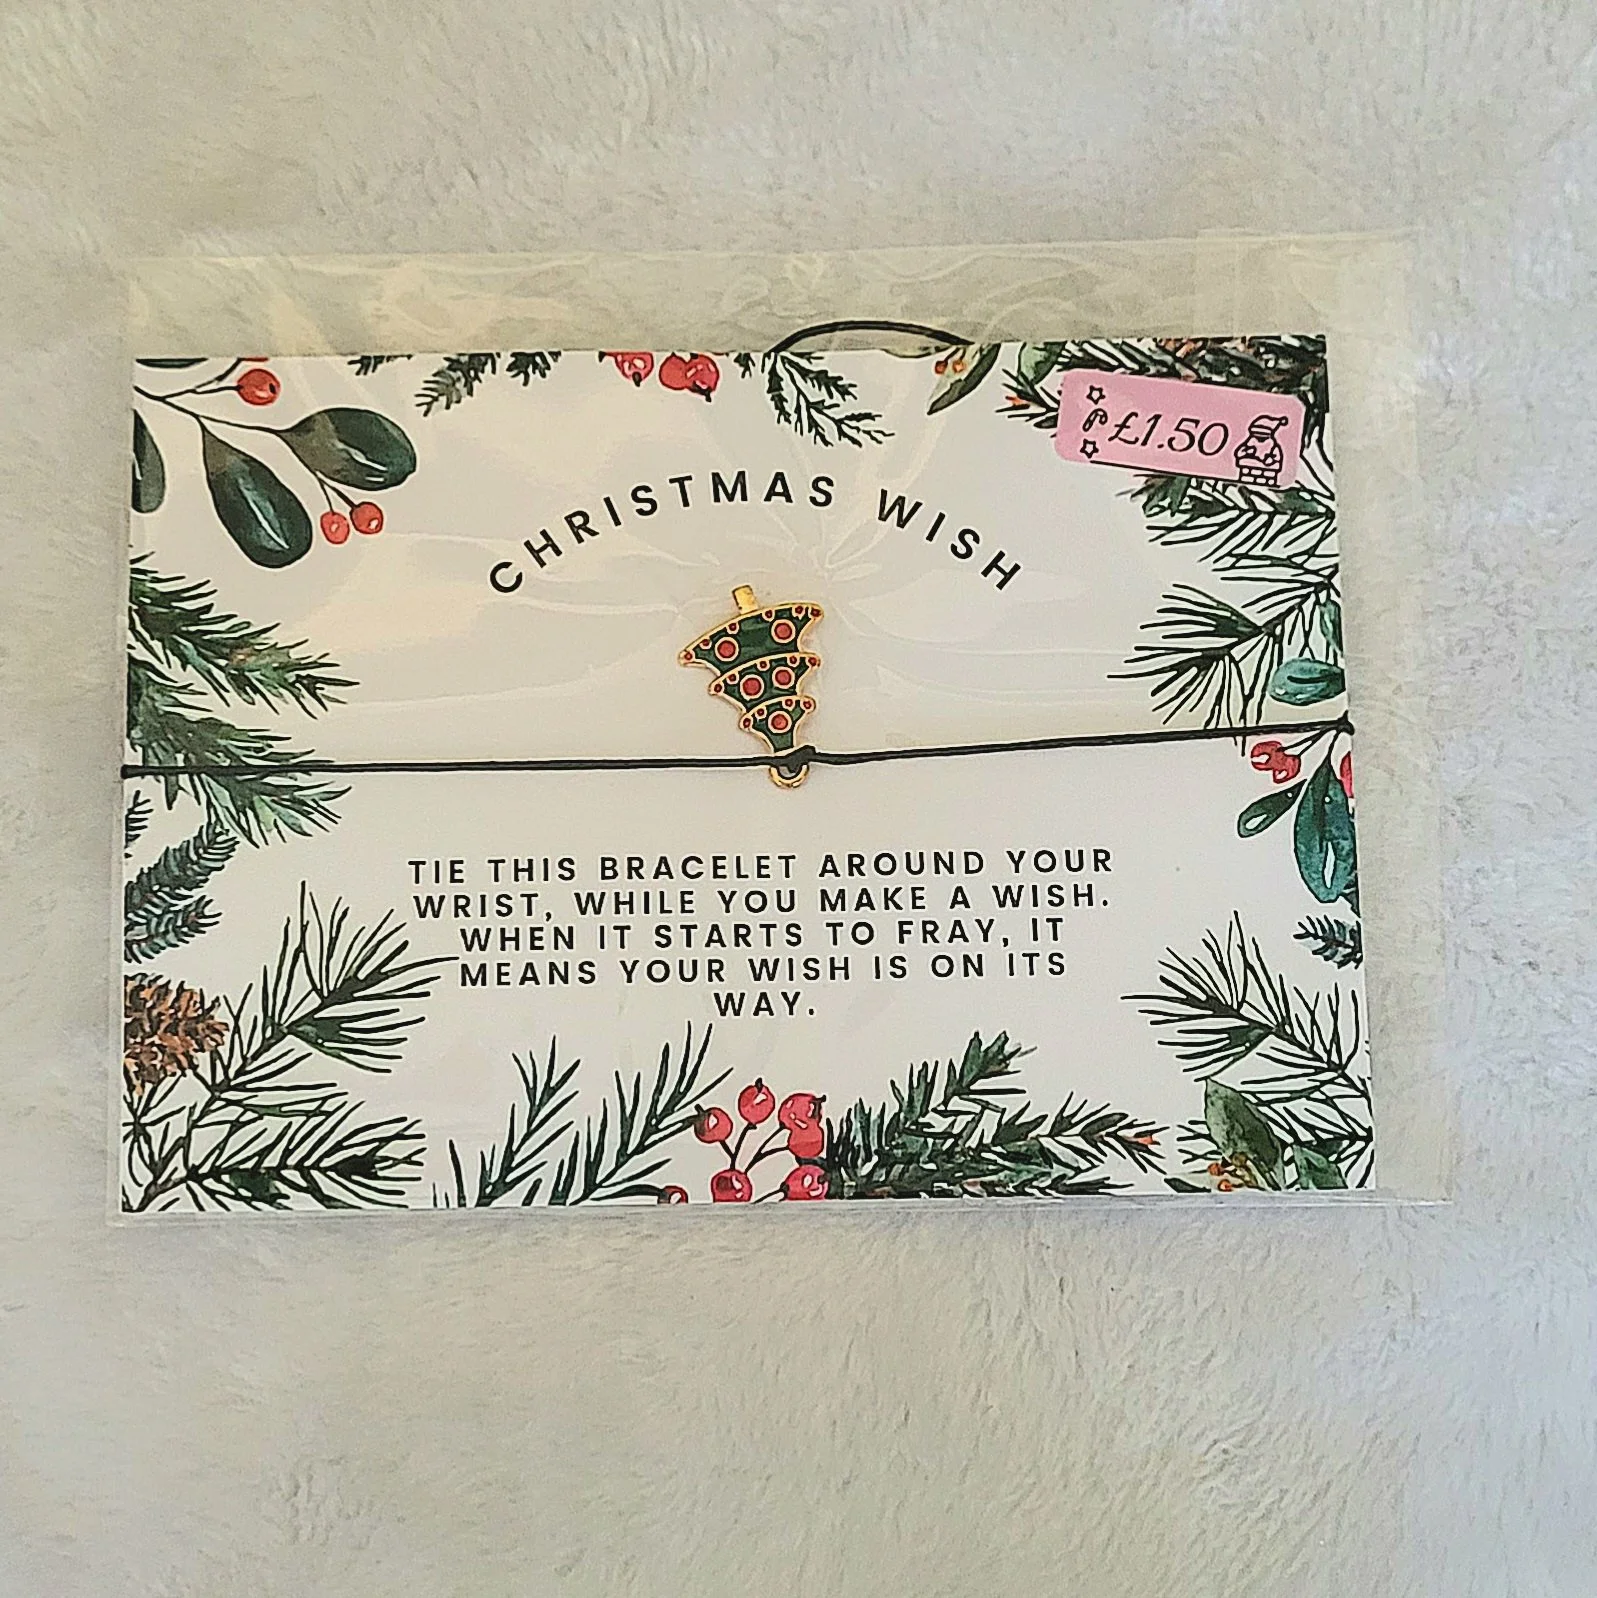 £1.50
CHRISTMAS WISH
TIE THIS BRACELET AROUND YOUR
WRIST, WHILE YOU MAKE A WISH.
WHEN IT STARTS TO FRAY, IT
MEANS YOUR WISH IS ON ITS
WAY.